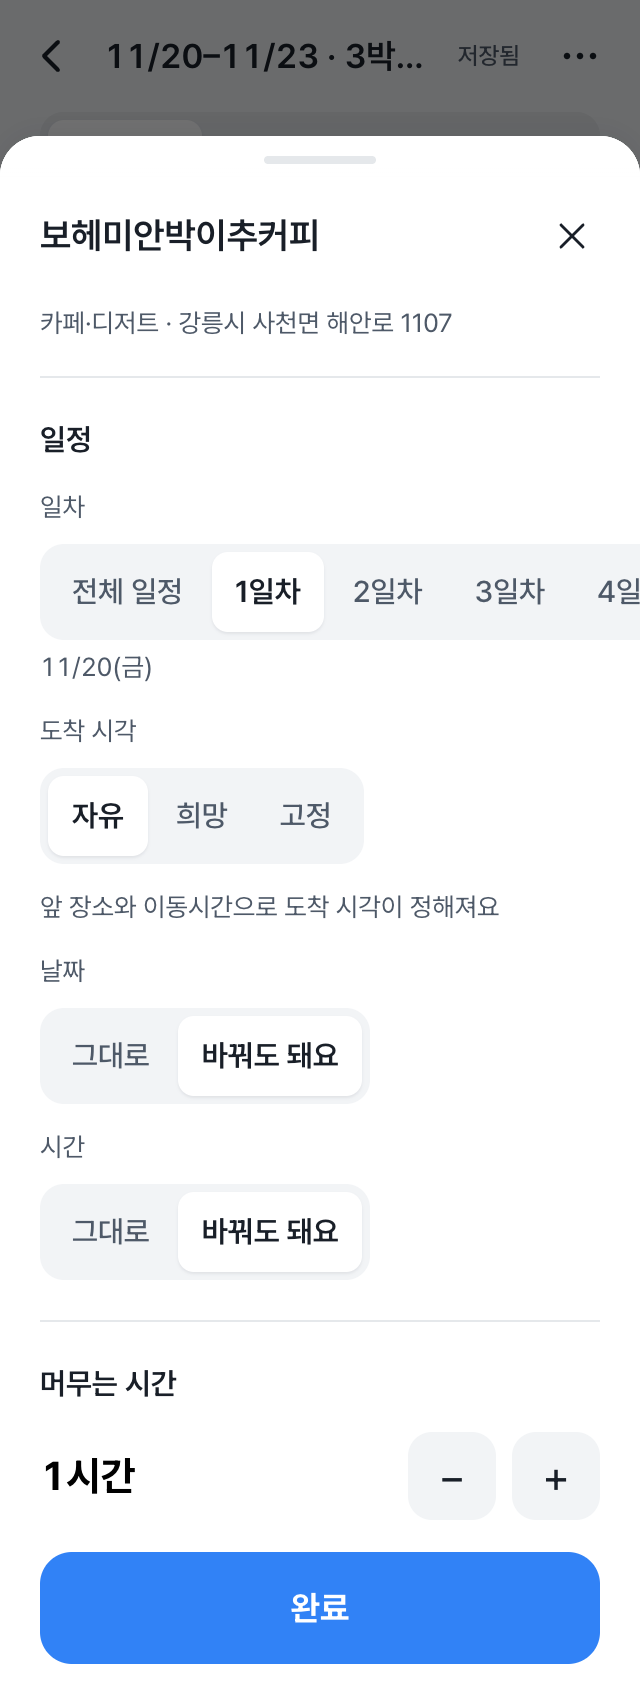 11/20–11/23 · 3박... 저장됨
보헤미안박이추커피
카페·디저트 · 강릉시 사천면 해안로 1107
일정
일차
전체 일정 1일차 2일차 3일차 4일
11/20(금)
도착 시각
자유 희망 고정
앞 장소와 이동시간으로 도착 시각이 정해져요
날짜
그대로 바꿔도 돼요
시간
그대로 바꿔도 돼요
머무는 시간
1시간 − +
완료